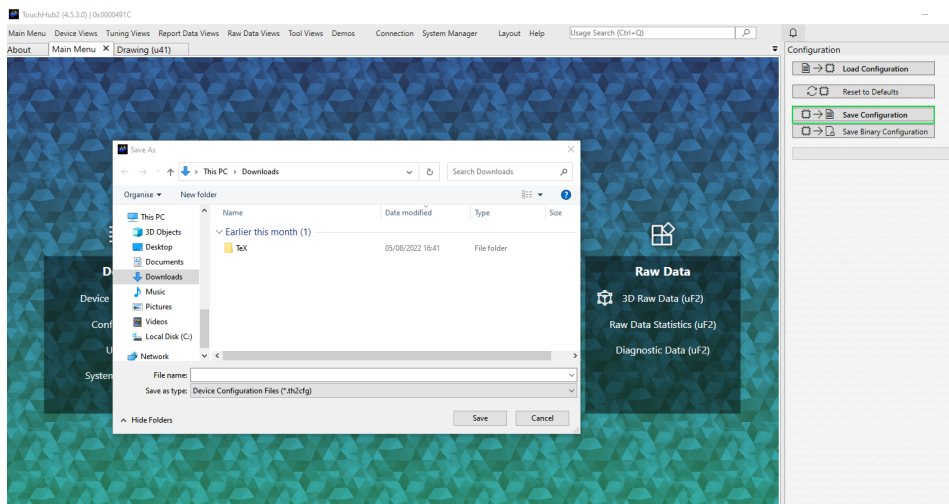 TouchHub2 (4.5.3.0) | 0x0000491C
Main Menu Device Views Tuning Views Report Data Views Raw Data Views Tool Views Demos Connection System Manager Layout Help Usage Search (Ctrl+Q)
About Main Menu × Drawing (u41)
Configuration
Load Configuration
Reset to Defaults
Save Configuration
Save Binary Configuration
Save As
This PC > Downloads
Search Downloads
Organise New folder
This PC
3D Objects
Desktop
Documents
Downloads
Music
Pictures
Videos
Local Disk (C:)
Network
Name Date modified Type Size
Earlier this month (1)
TeX 05/08/2022 16:41 File folder
File name:
Save as type: Device Configuration Files (*.th2cfg)
Hide Folders
Save Cancel
D
Device
Conf
U
System
Raw Data
3D Raw Data (uF2)
Raw Data Statistics (uF2)
Diagnostic Data (uF2)